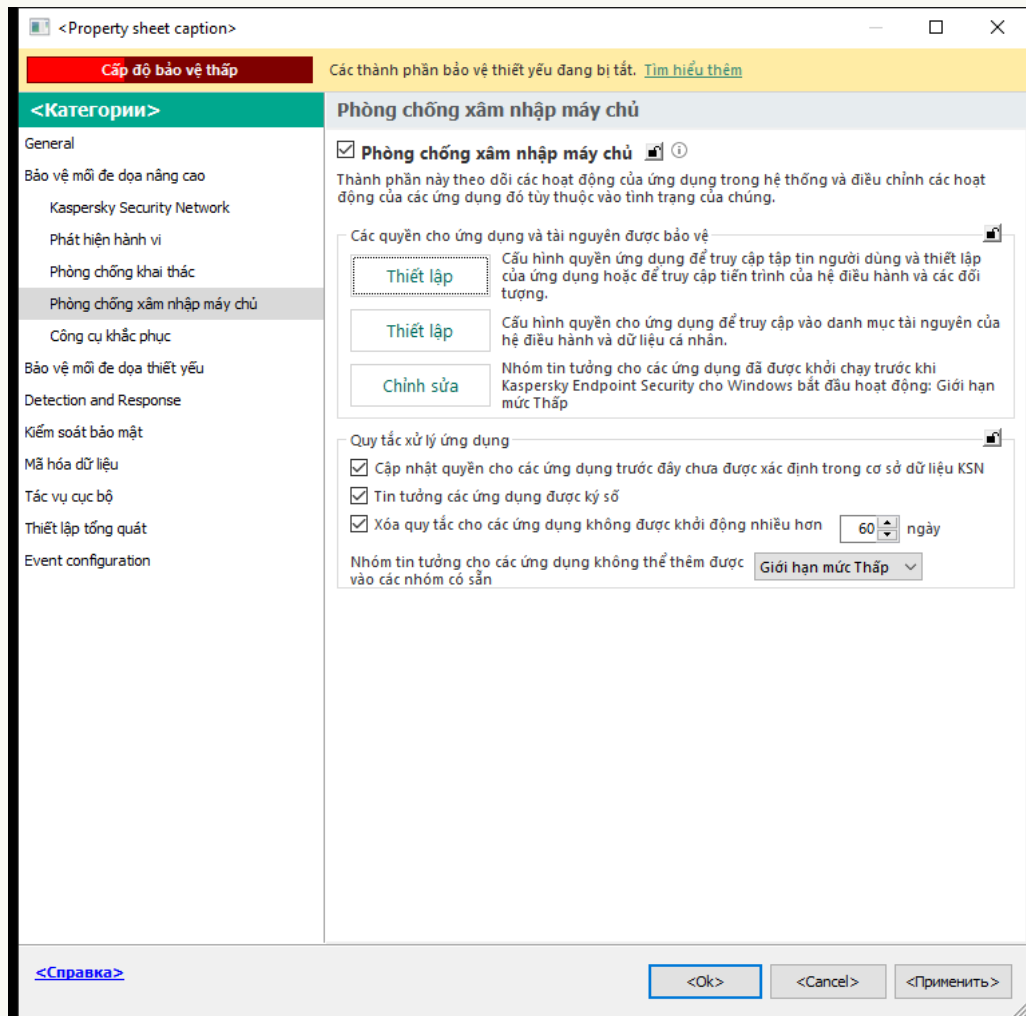 <Property sheet caption>
Cấp độ bảo vệ thấp
Các thành phần bảo vệ thiết yếu đang bị tắt. Tìm hiểu thêm
<Категории>
General
Bảo vệ mối đe dọa nâng cao
Kaspersky Security Network
Phát hiện hành vi
Phòng chống khai thác
Phòng chống xâm nhập máy chủ
Công cụ khắc phục
Bảo vệ mối đe dọa thiết yếu
Detection and Response
Kiểm soát bảo mật
Mã hóa dữ liệu
Tác vụ cục bộ
Thiết lập tổng quát
Event configuration
Phòng chống xâm nhập máy chủ
Phòng chống xâm nhập máy chủ
Thành phần này theo dõi các hoạt động của ứng dụng trong hệ thống và điều chỉnh các hoạt
động của các ứng dụng đó tùy thuộc vào tình trạng của chúng.
Các quyền cho ứng dụng và tài nguyên được bảo vệ
Thiết lập
Cấu hình quyền ứng dụng để truy cập tập tin người dùng và thiết lập
của ứng dụng hoặc để truy cập tiến trình của hệ điều hành và các đối
tượng.
Thiết lập
Cấu hình quyền cho ứng dụng để truy cập vào danh mục tài nguyên của
hệ điều hành và dữ liệu cá nhân.
Chỉnh sửa
Nhóm tin tưởng cho các ứng dụng đã được khởi chạy trước khi
Kaspersky Endpoint Security cho Windows bắt đầu hoạt động: Giới hạn
mức Thấp
Quy tắc xử lý ứng dụng
Cập nhật quyền cho các ứng dụng trước đây chưa được xác định trong cơ sở dữ liệu KSN
Tin tưởng các ứng dụng được ký số
Xóa quy tắc cho các ứng dụng không được khởi động nhiều hơn 60 ngày
Nhóm tin tưởng cho các ứng dụng không thể thêm được
vào các nhóm có sẵn
Giới hạn mức Thấp
<Справка>
<Ok>
<Cancel>
<Применить>